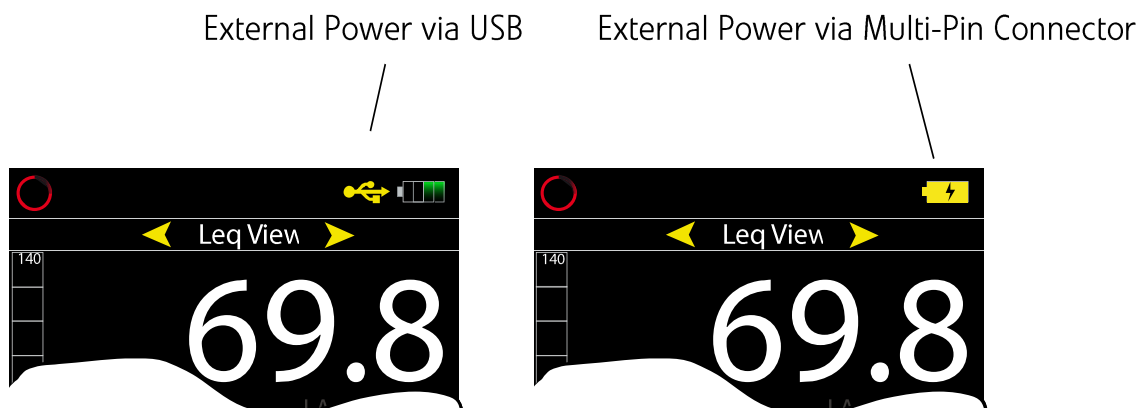 External Power via USB
External Power via Multi-Pin Connector
Leq View
140
69.8
Leq View
140
69.8